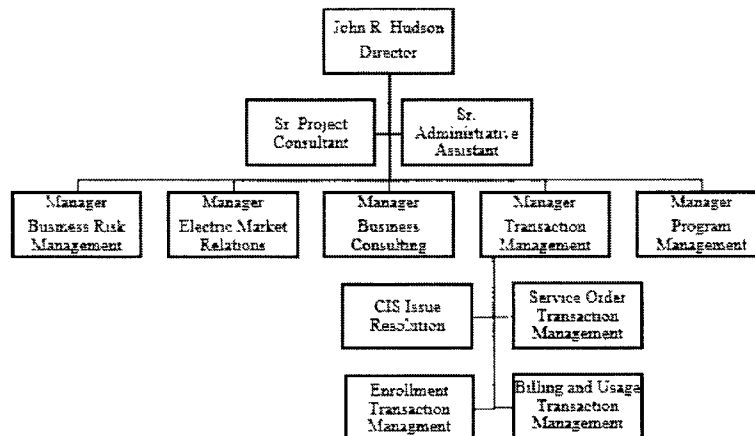 John R. Hudson
Director
Sr. Project
Consultant
Sr.
Administrative
Assistant
Manager
Business Risk
Management
Manager
Electric Market
Relations
Manager
Business
Consulting
Manager
Transaction
Management
Manager
Program
Management
CIS Issue
Resolution
Service Order
Transaction
Management
Enrollment
Transaction
Managment
Billing and Usage
Transaction
Management